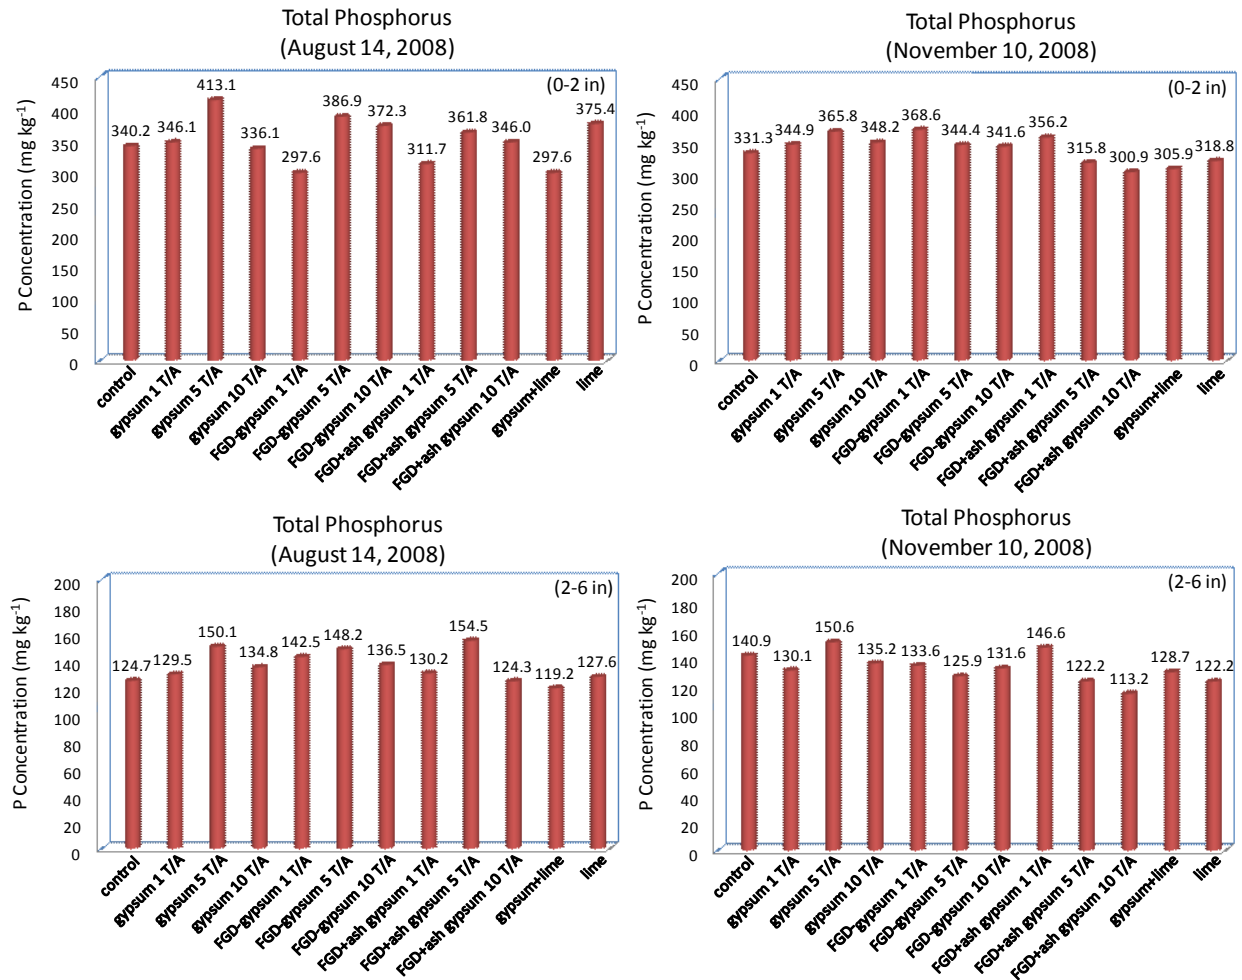 Total Phosphorus
(August 14, 2008)
(0-2 in)
P Concentration (mg kg⁻¹)
450
400
350
300
250
200
150
100
50
0
340.2
346.1
413.1
336.1
297.6
386.9
372.3
311.7
361.8
346.0
297.6
375.4
control
gypsum 1 T/A
gypsum 5 T/A
gypsum 10 T/A
FGD-gypsum 1 T/A
FGD-gypsum 5 T/A
FGD-gypsum 10 T/A
FGD+ash gypsum 1 T/A
FGD+ash gypsum 5 T/A
FGD+ash gypsum 10 T/A
gypsum+lime
lime
Total Phosphorus
(November 10, 2008)
(0-2 in)
P Concentration (mg kg⁻¹)
450
400
350
300
250
200
150
100
50
0
331.3
344.9
365.8
348.2
368.6
344.4
341.6
356.2
315.8
300.9
305.9
318.8
control
gypsum 1 T/A
gypsum 5 T/A
gypsum 10 T/A
FGD-gypsum 1 T/A
FGD-gypsum 5 T/A
FGD-gypsum 10 T/A
FGD+ash gypsum 1 T/A
FGD+ash gypsum 5 T/A
FGD+ash gypsum 10 T/A
gypsum+lime
lime
Total Phosphorus
(August 14, 2008)
(2-6 in)
P Concentration (mg kg⁻¹)
200
180
160
140
120
100
80
60
40
20
0
124.7
129.5
150.1
134.8
142.5
148.2
136.5
130.2
154.5
124.3
119.2
127.6
control
gypsum 1 T/A
gypsum 5 T/A
gypsum 10 T/A
FGD-gypsum 1 T/A
FGD-gypsum 5 T/A
FGD-gypsum 10 T/A
FGD+ash gypsum 1 T/A
FGD+ash gypsum 5 T/A
FGD+ash gypsum 10 T/A
gypsum+lime
lime
Total Phosphorus
(November 10, 2008)
(2-6 in)
P Concentration (mg kg⁻¹)
200
180
160
140
120
100
80
60
40
20
0
140.9
130.1
150.6
135.2
133.6
125.9
131.6
146.6
122.2
113.2
128.7
122.2
control
gypsum 1 T/A
gypsum 5 T/A
gypsum 10 T/A
FGD-gypsum 1 T/A
FGD-gypsum 5 T/A
FGD-gypsum 10 T/A
FGD+ash gypsum 1 T/A
FGD+ash gypsum 5 T/A
FGD+ash gypsum 10 T/A
gypsum+lime
lime